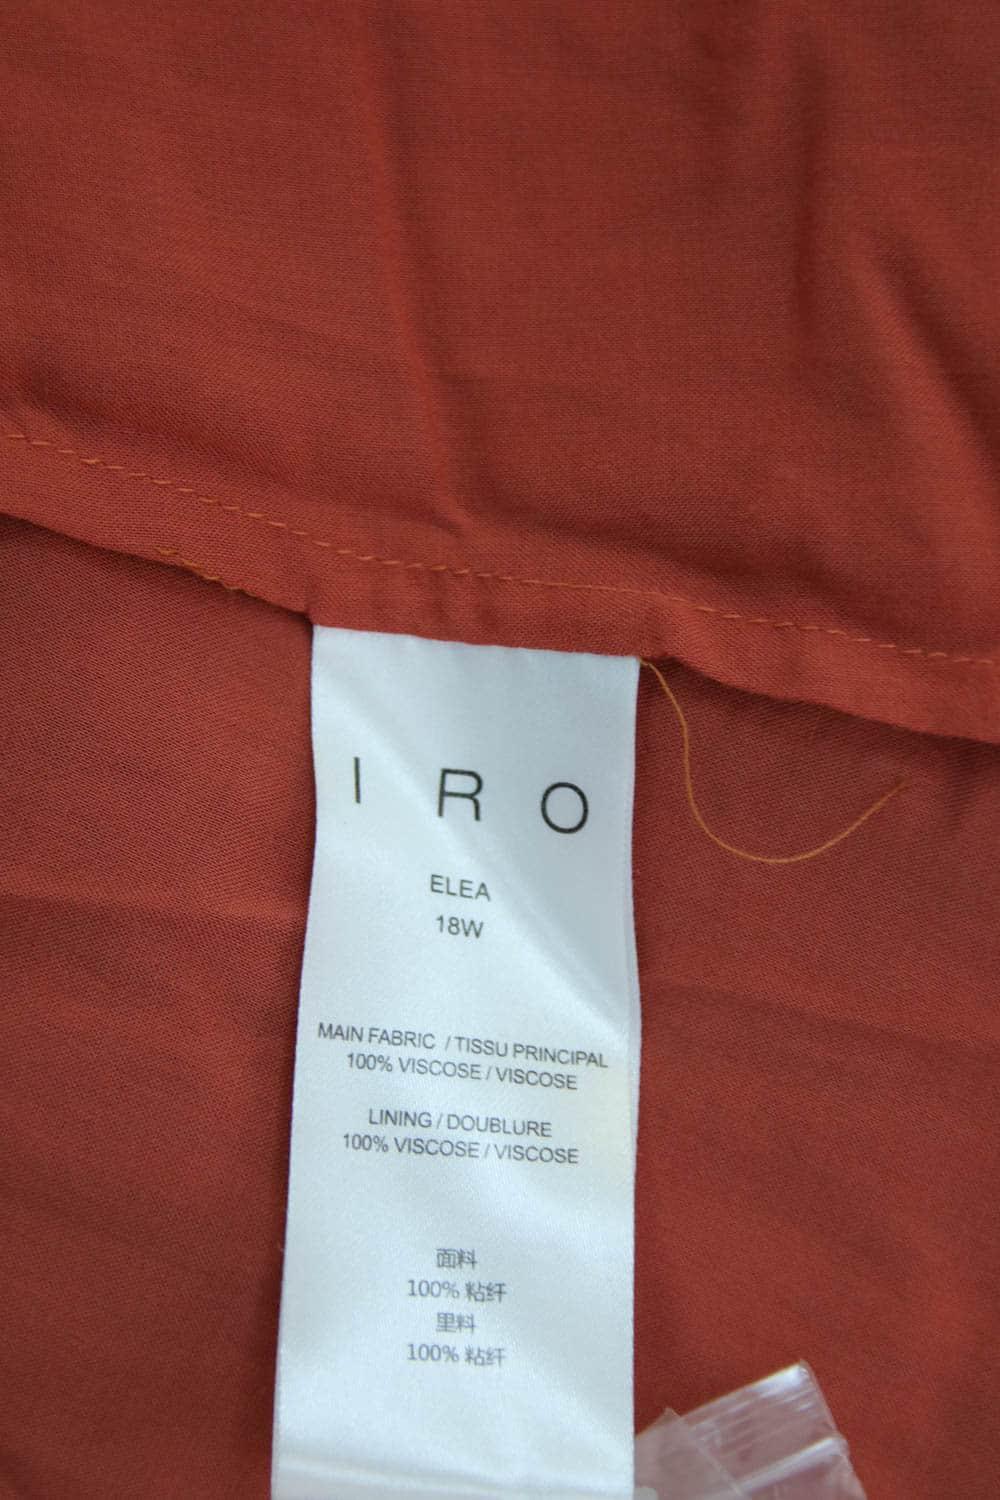 IRO
ELEA
18W
MAIN FABRIC / TISSU PRINCIPAL
100% VISCOSE / VISCOSE
LINING / DOUBLURE
100% VISCOSE / VISCOSE
面料
100% 粘纤
里料
100% 粘纤